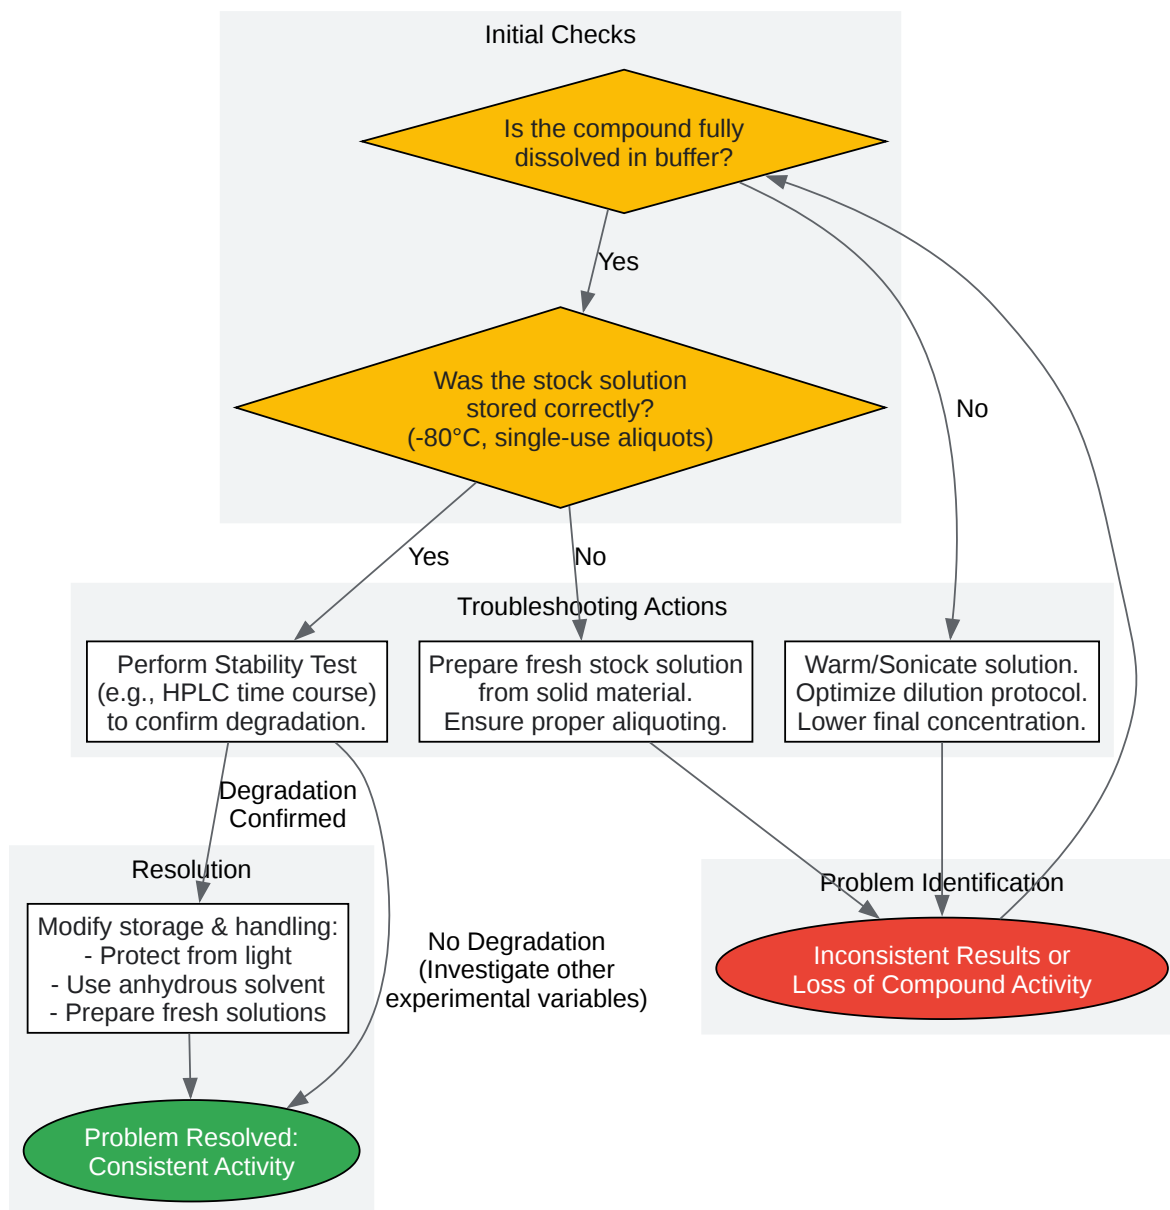 Initial Checks
Is the compound fully
dissolved in buffer?
Yes
Was the stock solution
stored correctly?
(-80°C, single-use aliquots)
No
Yes
No
Troubleshooting Actions
Perform Stability Test
(e.g., HPLC time course)
to confirm degradation.
Prepare fresh stock solution
from solid material.
Ensure proper aliquoting.
Warm/Sonicate solution.
Optimize dilution protocol.
Lower final concentration.
Degradation
Confirmed
Resolution
Modify storage & handling:
- Protect from light
- Use anhydrous solvent
- Prepare fresh solutions
No Degradation
(Investigate other
experimental variables)
Problem Identification
Inconsistent Results or
Loss of Compound Activity
Problem Resolved:
Consistent Activity